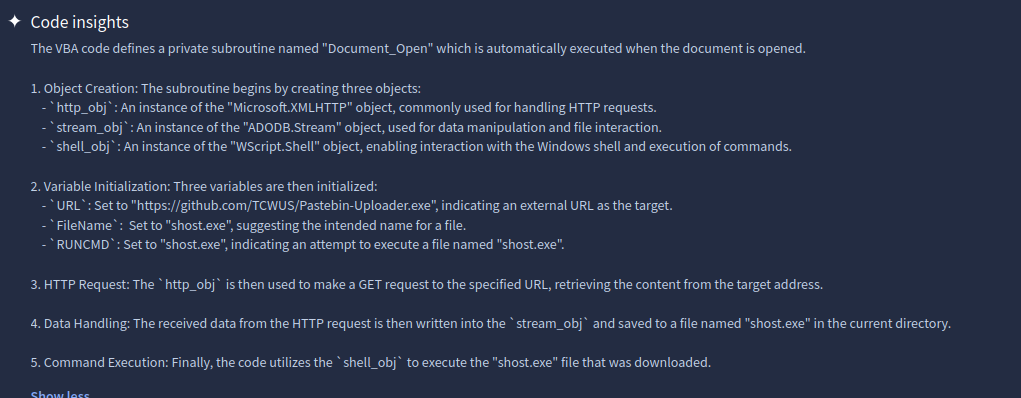 Code insights
The VBA code defines a private subroutine named "Document_Open" which is automatically executed when the document is opened.
1. Object Creation: The subroutine begins by creating three objects:
- `http_obj`: An instance of the "Microsoft.XMLHTTP" object, commonly used for handling HTTP requests.
- `stream_obj`: An instance of the "ADODB.Stream" object, used for data manipulation and file interaction.
- `shell_obj`: An instance of the "WScript.Shell" object, enabling interaction with the Windows shell and execution of commands.
2. Variable Initialization: Three variables are then initialized:
- `URL`: Set to "https://github.com/TCWUS/Pastebin-Uploader.exe", indicating an external URL as the target.
- `FileName`:  Set to "shost.exe", suggesting the intended name for a file.
- `RUNCMD`: Set to "shost.exe", indicating an attempt to execute a file named "shost.exe".
3. HTTP Request: The `http_obj` is then used to make a GET request to the specified URL, retrieving the content from the target address.
4. Data Handling: The received data from the HTTP request is then written into the `stream_obj` and saved to a file named "shost.exe" in the current directory.
5. Command Execution: Finally, the code utilizes the `shell_obj` to execute the "shost.exe" file that was downloaded.
Show less